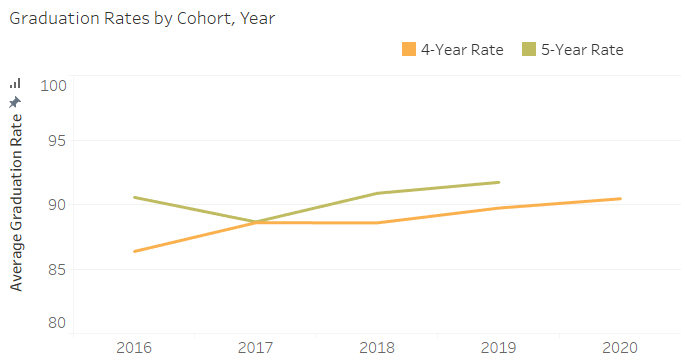 Graduation Rates by Cohort, Year
4-Year Rate
5-Year Rate
Average Graduation Rate
100
95
90
85
80
2016
2017
2018
2019
2020